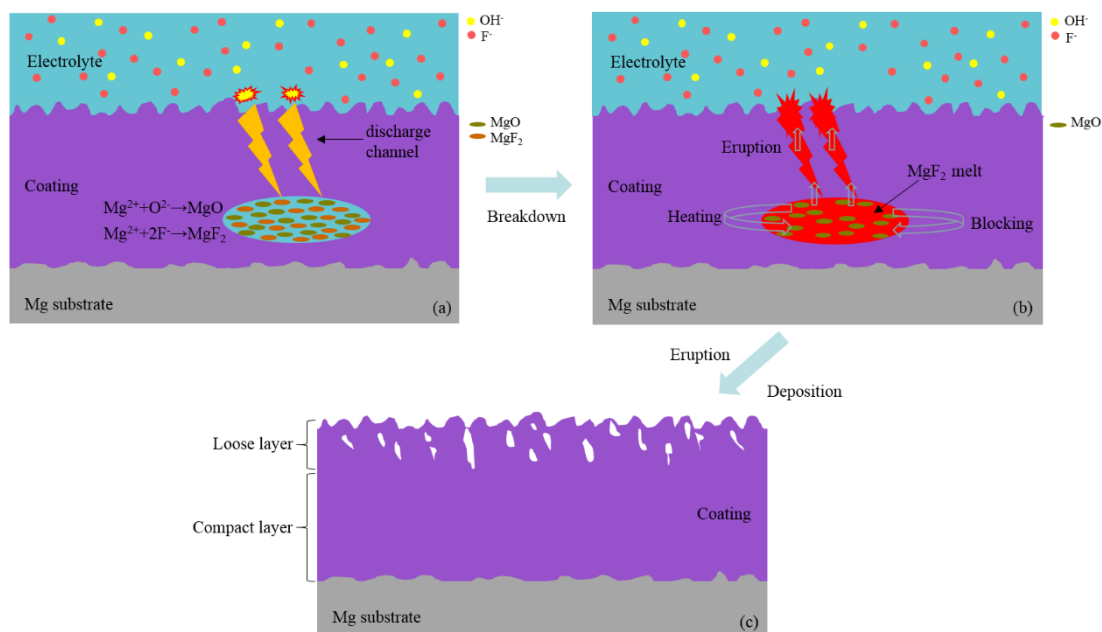 OH⁻
F⁻
Electrolyte
discharge
channel
MgO
MgF₂
Coating
Mg²⁺+O²⁻→MgO
Mg²⁺+2F⁻→MgF₂
Mg substrate
(a)
Breakdown
OH⁻
F⁻
Electrolyte
MgO
Eruption
MgF₂ melt
Coating
Heating
Blocking
Mg substrate
(b)
Eruption
Deposition
Loose layer
Compact layer
Coating
Mg substrate
(c)